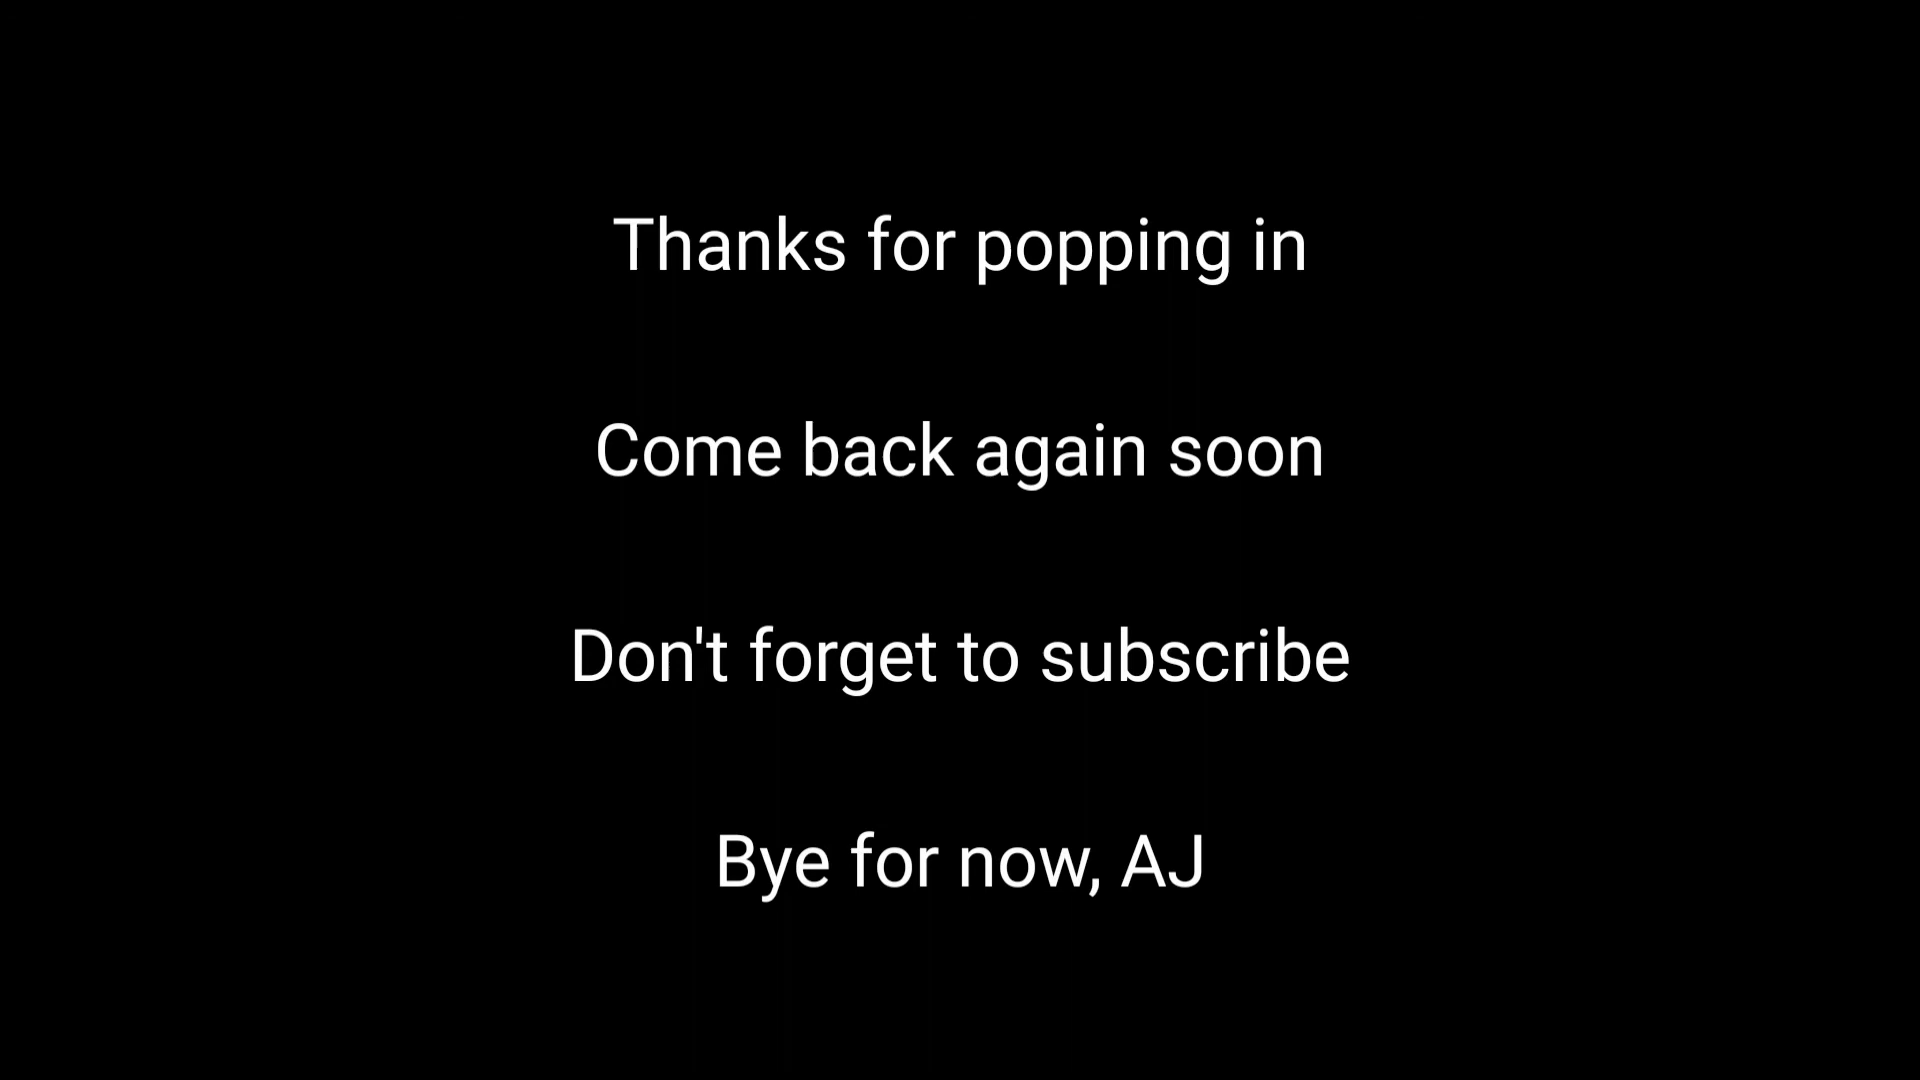 Thanks for popping in
Come back again soon
Don't forget to subscribe
Bye for now, AJ